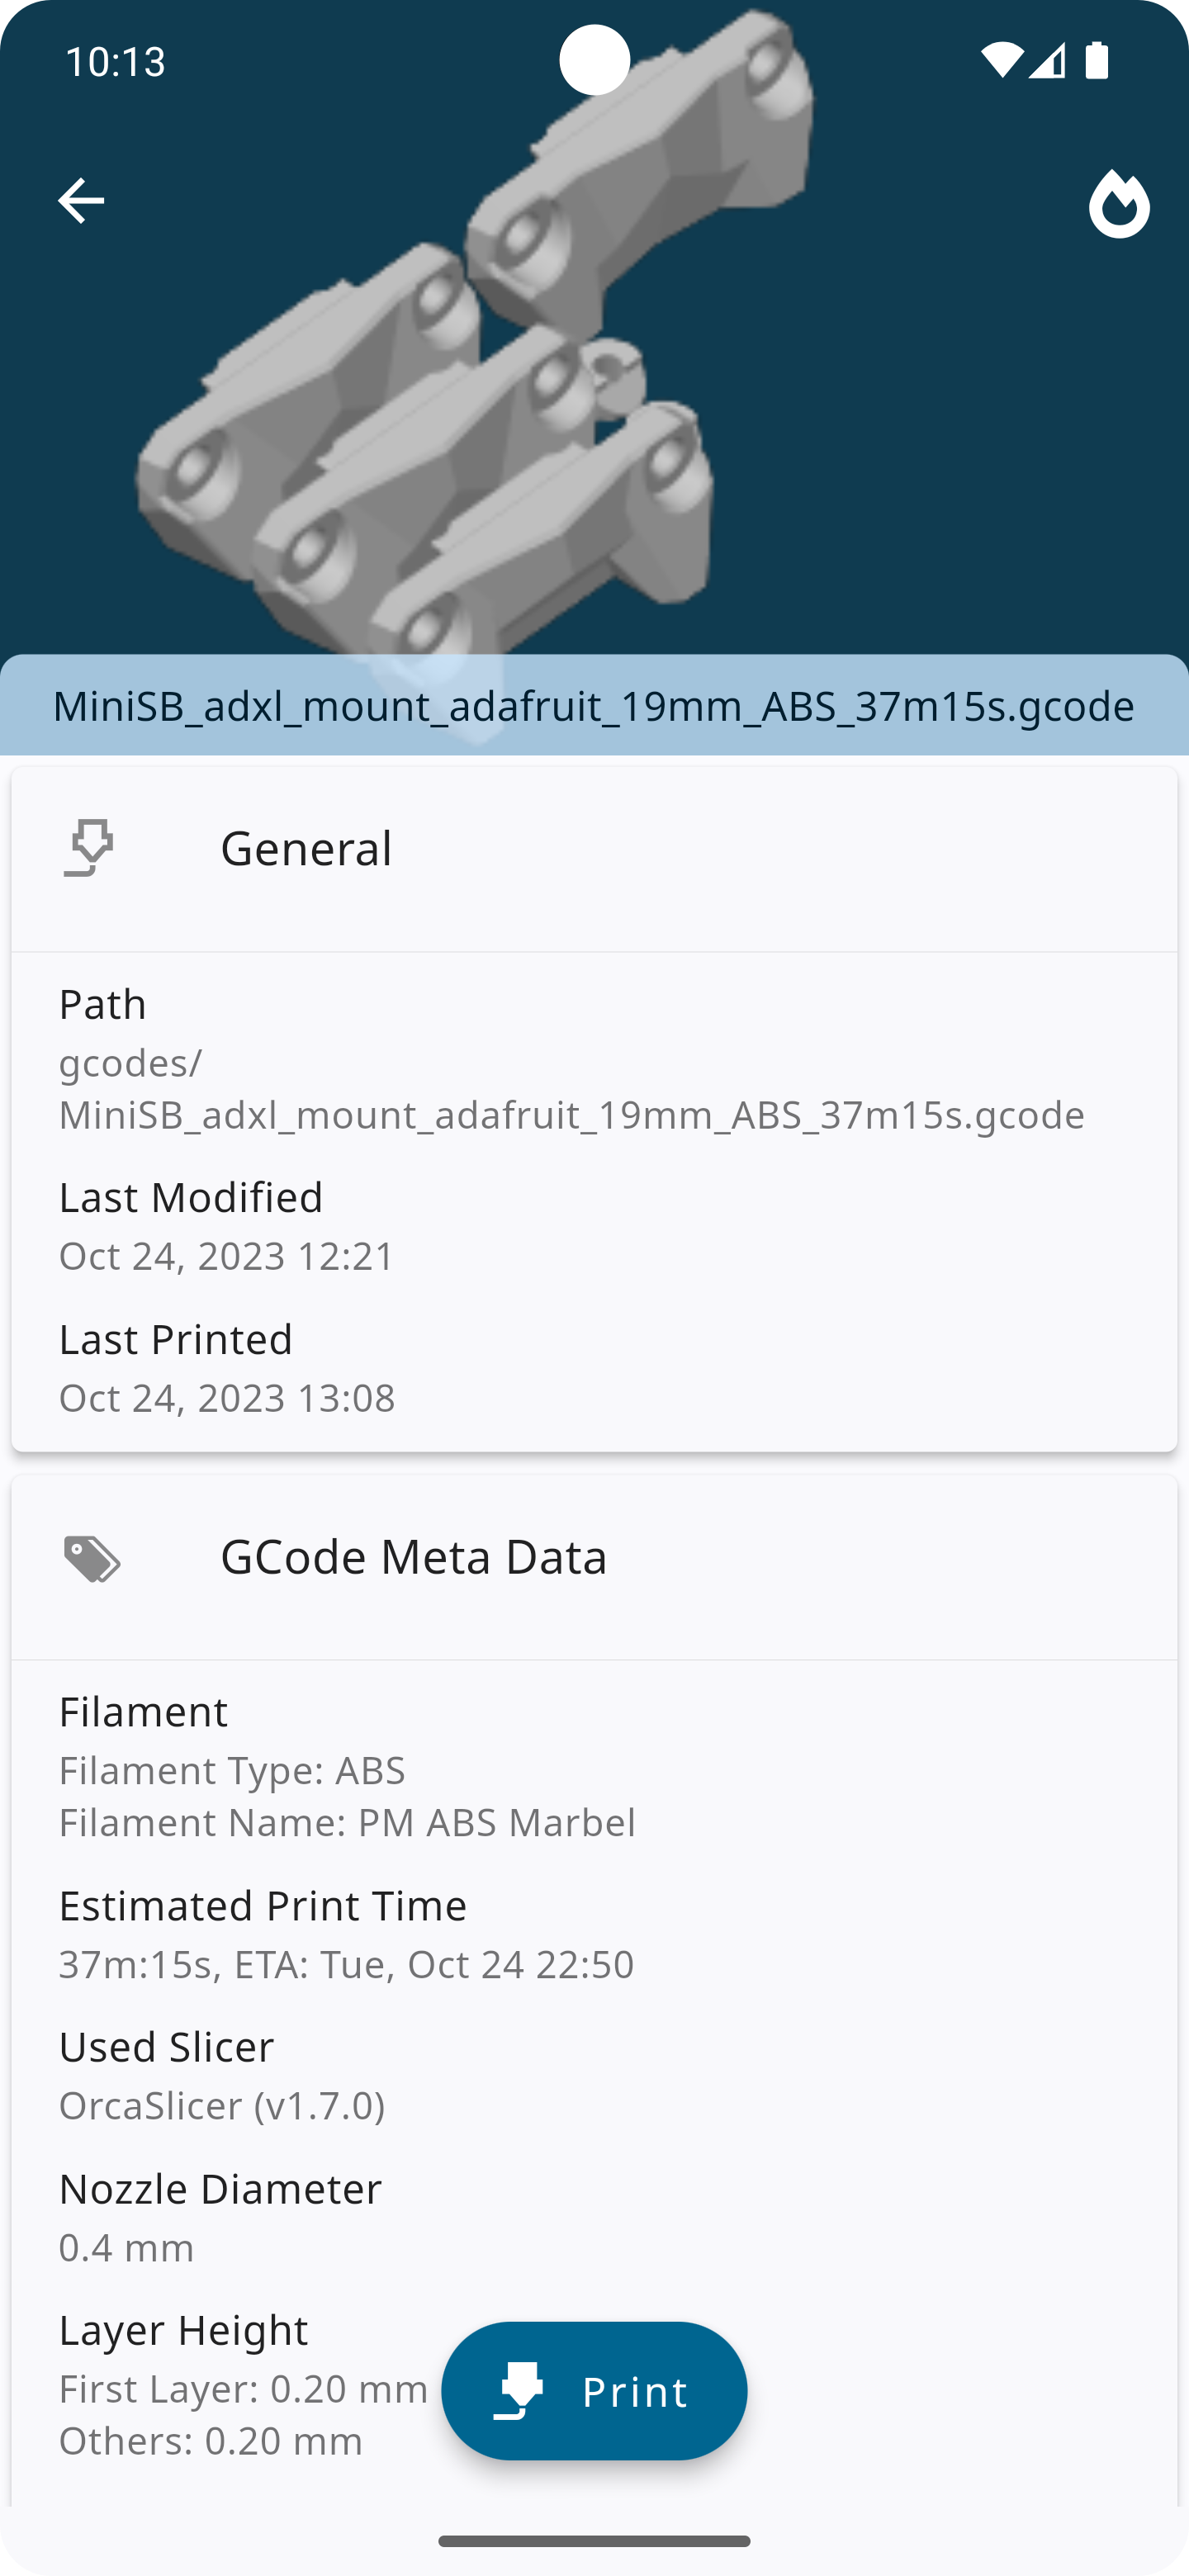 10:13
MiniSB_adxl_mount_adafruit_19mm_ABS_37m15s.gcode
General
Path
gcodes/
MiniSB_adxl_mount_adafruit_19mm_ABS_37m15s.gcode
Last Modified
Oct 24, 2023 12:21
Last Printed
Oct 24, 2023 13:08
GCode Meta Data
Filament
Filament Type: ABS
Filament Name: PM ABS Marbel
Estimated Print Time
37m:15s, ETA: Tue, Oct 24 22:50
Used Slicer
OrcaSlicer (v1.7.0)
Nozzle Diameter
0.4 mm
Layer Height
First Layer: 0.20 mm
Others: 0.20 mm
Print